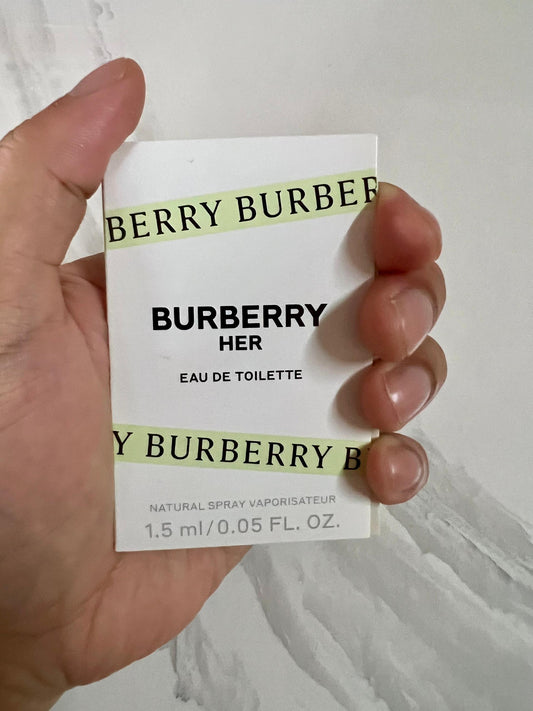 BERRY BURBER
BURBERRY
HER
EAU DE TOILETTE
Y BURBERRY B
NATURAL SPRAY VAPORISATEUR
1.5 ml/0.05 FL. OZ.